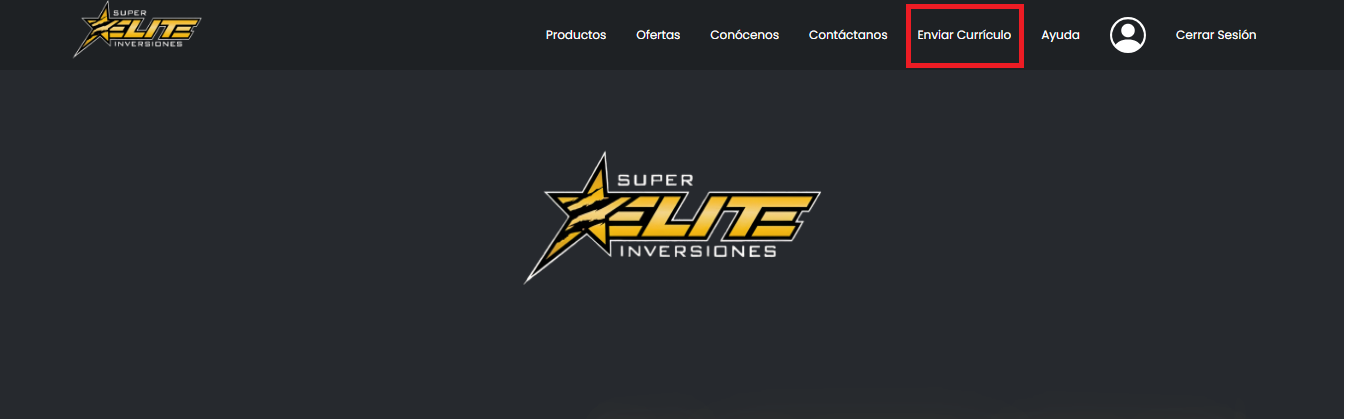 SUPER
ELITE
INVERSIONES
Productos Ofertas Conócenos Contáctanos Enviar Currículo Ayuda Cerrar Sesión
SUPER
ELITE
INVERSIONES